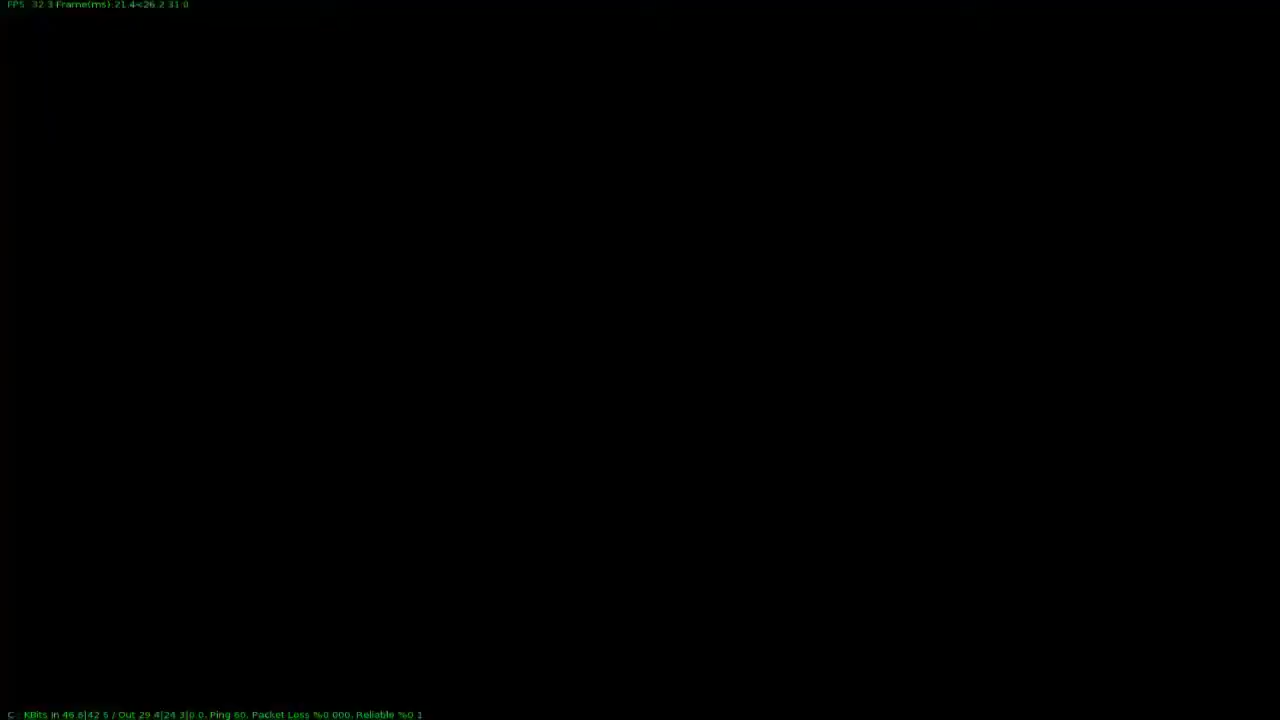 FPS 32 3 Frame(ms) 21.4<26.2 31 0
C : KBits In 46.6|42 6 / Out 29 4|24 3|0 0, Ping 60, Packet Loss %0 000, Reliable %0 1